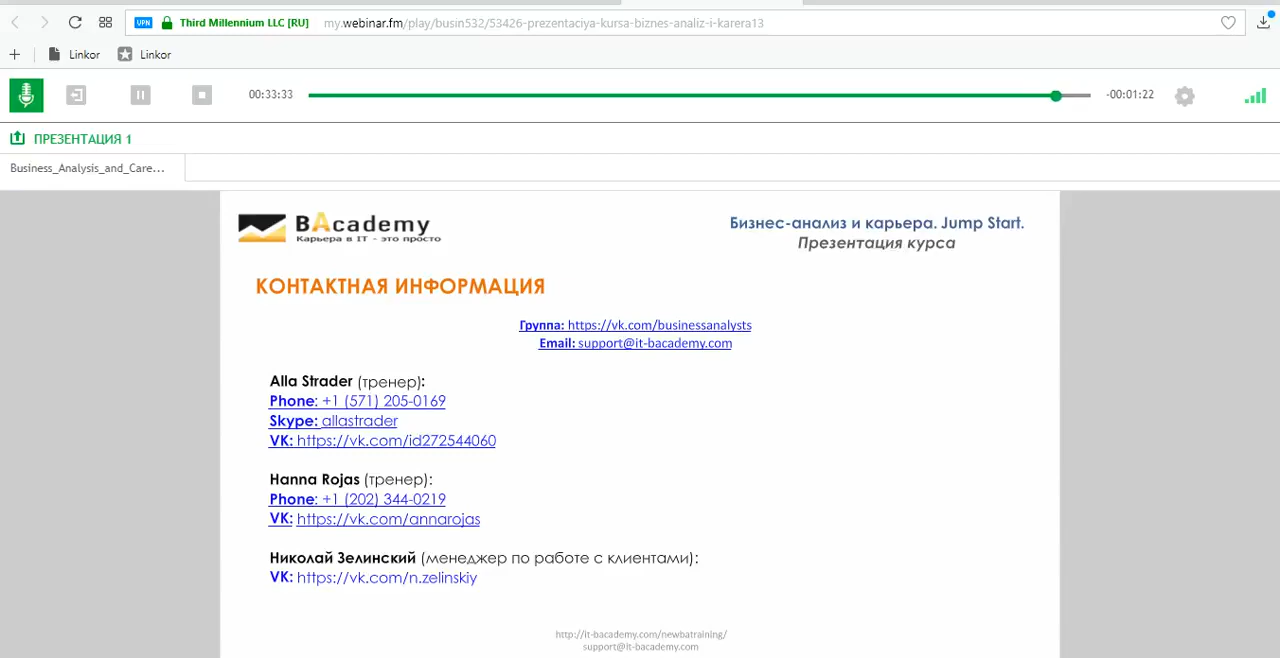 VPN Third Millennium LLC [RU] my.webinar.fm/play/busin532/53426-prezentaciya-kursa-biznes-analiz-i-karera13
Linkor Linkor
00:33:33 -00:01:22
ПРЕЗЕНТАЦИЯ 1
Business_Analysis_and_Care...
BAcademy
Карьера в IT - это просто
Бизнес-анализ и карьера. Jump Start.
Презентация курса
КОНТАКТНАЯ ИНФОРМАЦИЯ
Группа: https://vk.com/businessanalysts
Email: support@it-bacademy.com
Alla Strader (тренер):
Phone: +1 (571) 205-0169
Skype: allastrader
VK: https://vk.com/id272544060
Hanna Rojas (тренер):
Phone: +1 (202) 344-0219
VK: https://vk.com/annarojas
Николай Зелинский (менеджер по работе с клиентами):
VK: https://vk.com/n.zelinskiy
http://it-bacademy.com/newbatraining/
support@it-bacademy.com